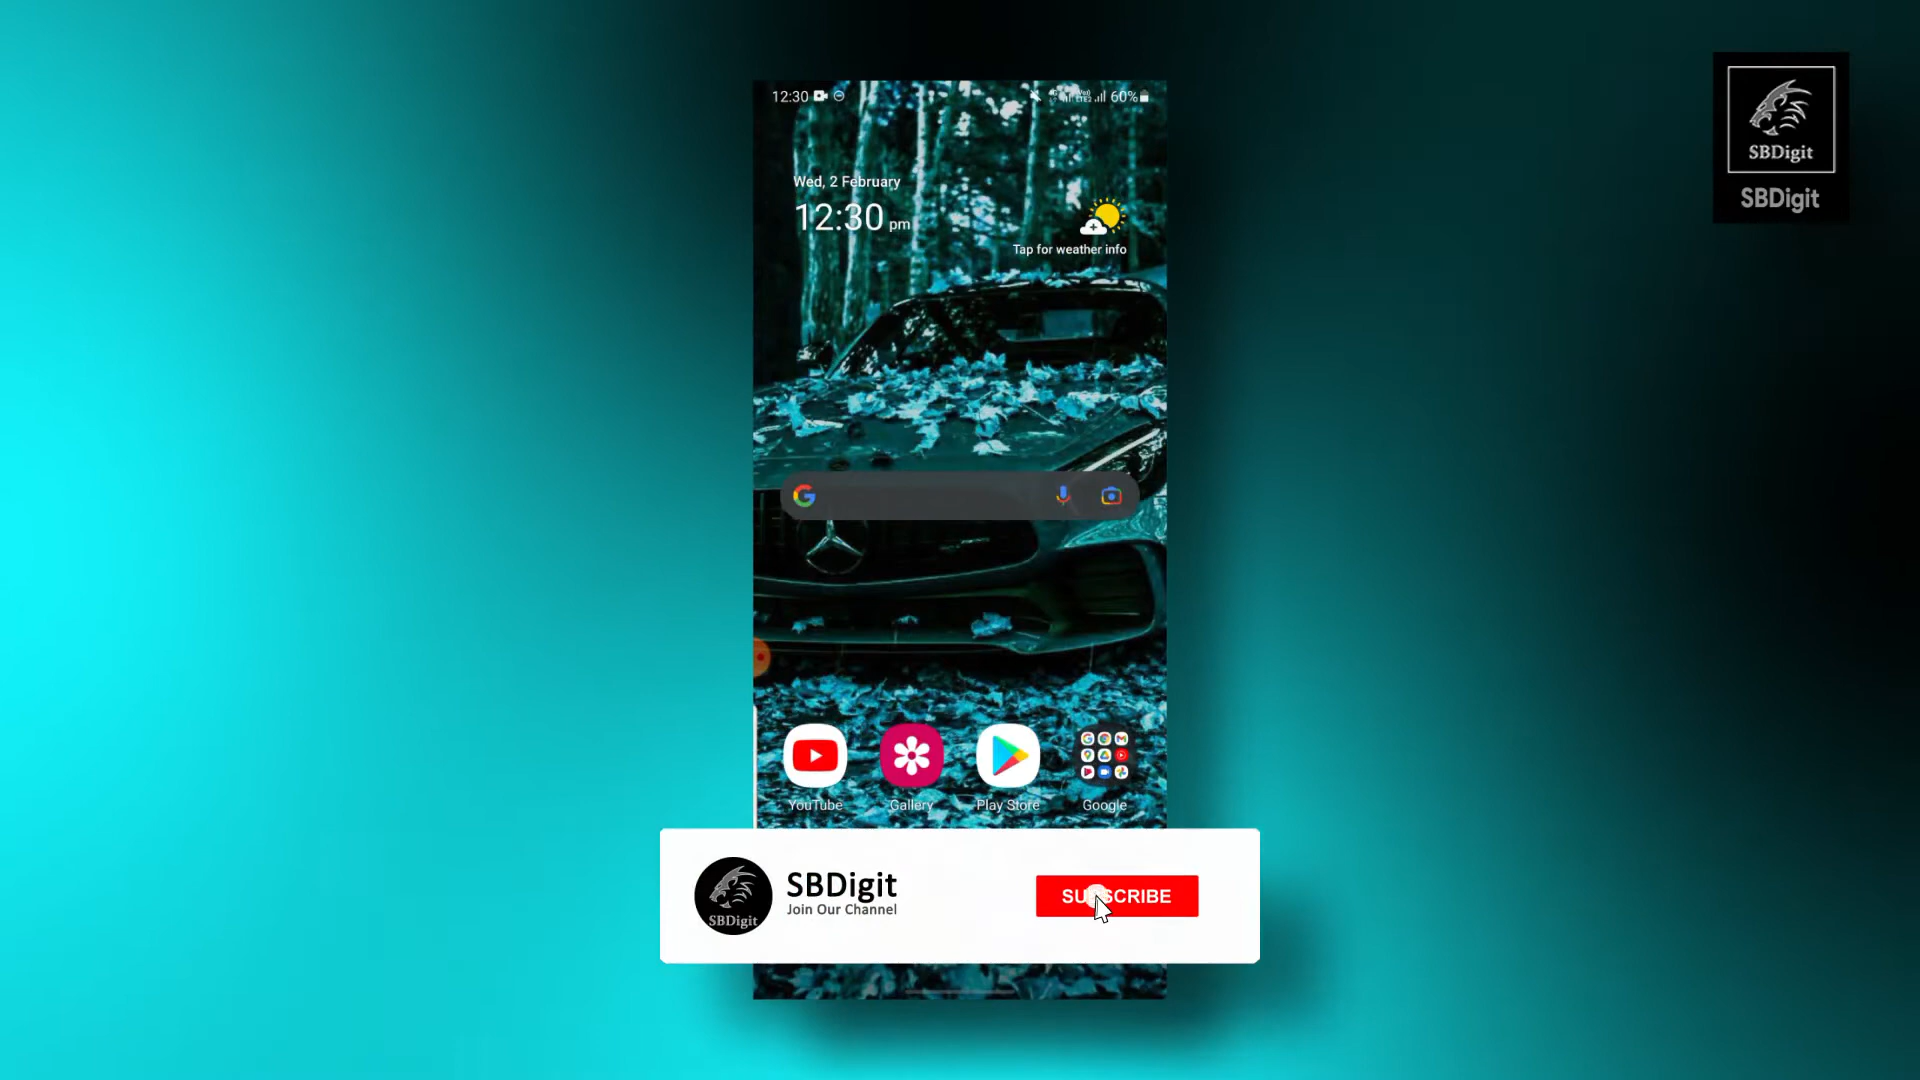 12:30
60%
SBDigit
SBDigit
Wed, 2 February
12:30 pm
Tap for weather info
YouTube
Gallery
Play Store
Google
SBDigit
Join Our Channel
SBDigit
SUBSCRIBE